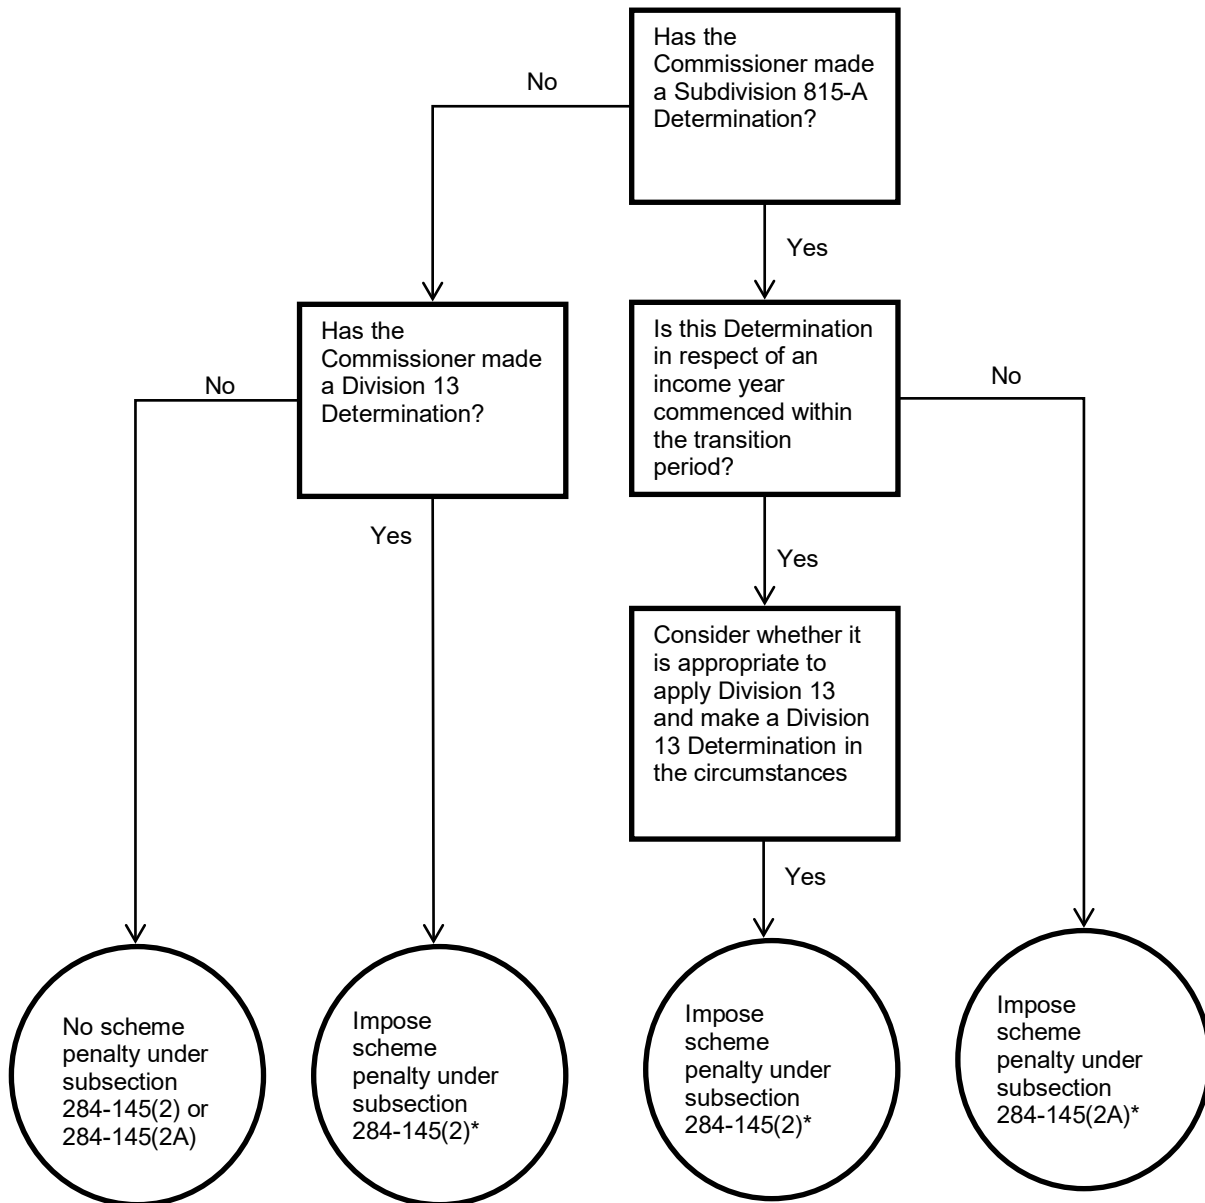 Has the
Commissioner made
a Subdivision 815-A
Determination?
No
Yes
Has the
Commissioner made
a Division 13
Determination?
Is this Determination
in respect of an
income year
commenced within
the transition
period?
No
No
Yes
Yes
Consider whether it
is appropriate to
apply Division 13
and make a Division
13 Determination in
the circumstances
Yes
No scheme
penalty under
subsection
284-145(2) or
284-145(2A)
Impose
scheme
penalty under
subsection
284-145(2)*
Impose
scheme
penalty under
subsection
284-145(2)*
Impose
scheme
penalty under
subsection
284-145(2A)*